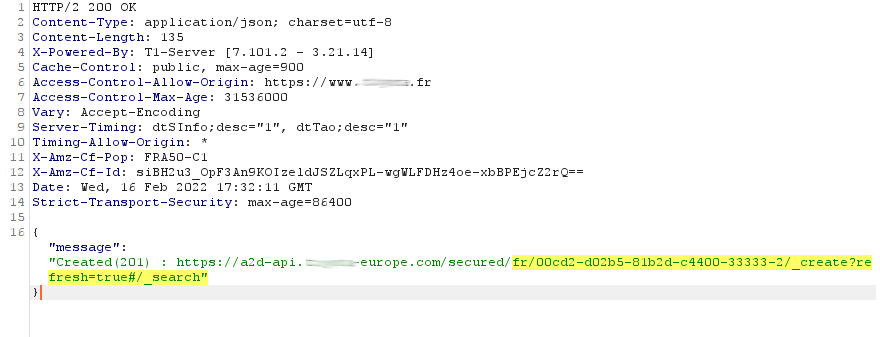 1 HTTP/2 200 OK
2 Content-Type: application/json; charset=utf-8
3 Content-Length: 135
4 X-Powered-By: T1-Server [7.101.2 - 3.21.14]
5 Cache-Control: public, max-age=900
6 Access-Control-Allow-Origin: https://www. .fr
7 Access-Control-Max-Age: 31536000
8 Vary: Accept-Encoding
9 Server-Timing: dtSInfo;desc="1", dtTao;desc="1"
10 Timing-Allow-Origin: *
11 X-Amz-Cf-Pop: FRA50-C1
12 X-Amz-Cf-Id: siBH2u3_OpF3An9KOIzeldJSZLqxPL-wgWLFDHz4oe-xbBPEjcZ2rQ==
13 Date: Wed, 16 Feb 2022 17:32:11 GMT
14 Strict-Transport-Security: max-age=86400
15
16 {
"message":
"Created(201) : https://a2d-api. -europe.com/secured/fr/00cd2-d02b5-81b2d-c4400-33333-2/_create?re
fresh=true#/_search"
}